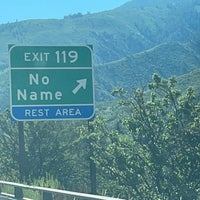 EXIT 119
No
Name
REST AREA